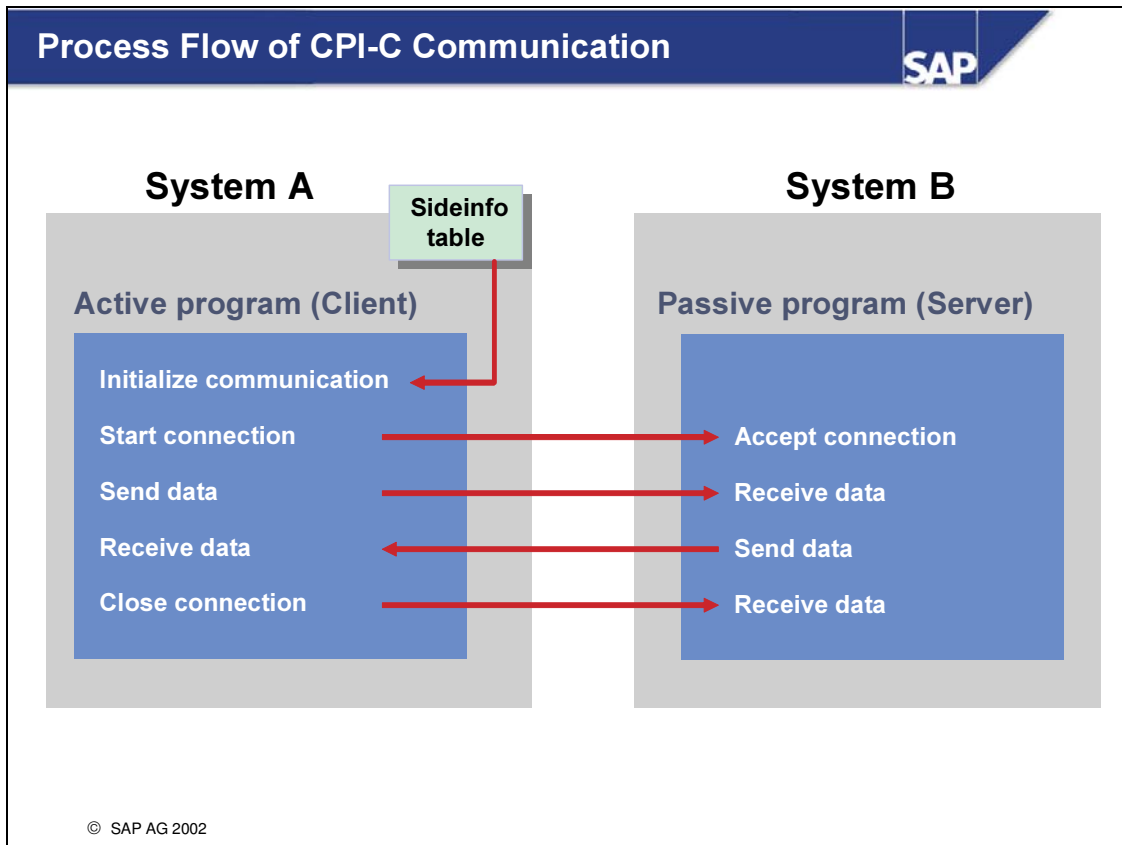 Process Flow of CPI-C Communication
SAP
System A
Sideinfo
table
Active program (Client)
Initialize communication
Start connection
Send data
Receive data
Close connection
System B
Passive program (Server)
Accept connection
Receive data
Send data
Receive data
© SAP AG 2002